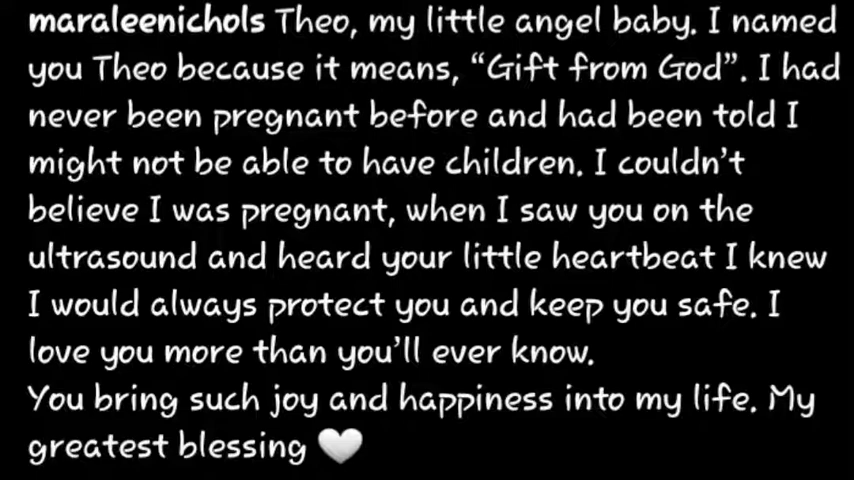 maraleenichols Theo, my little angel baby. I named
you Theo because it means, “Gift from God”. I had
never been pregnant before and had been told I
might not be able to have children. I couldn’t
believe I was pregnant, when I saw you on the
ultrasound and heard your little heartbeat I knew
I would always protect you and keep you safe. I
love you more than you’ll ever know.
You bring such joy and happiness into my life. My
greatest blessing 🤍